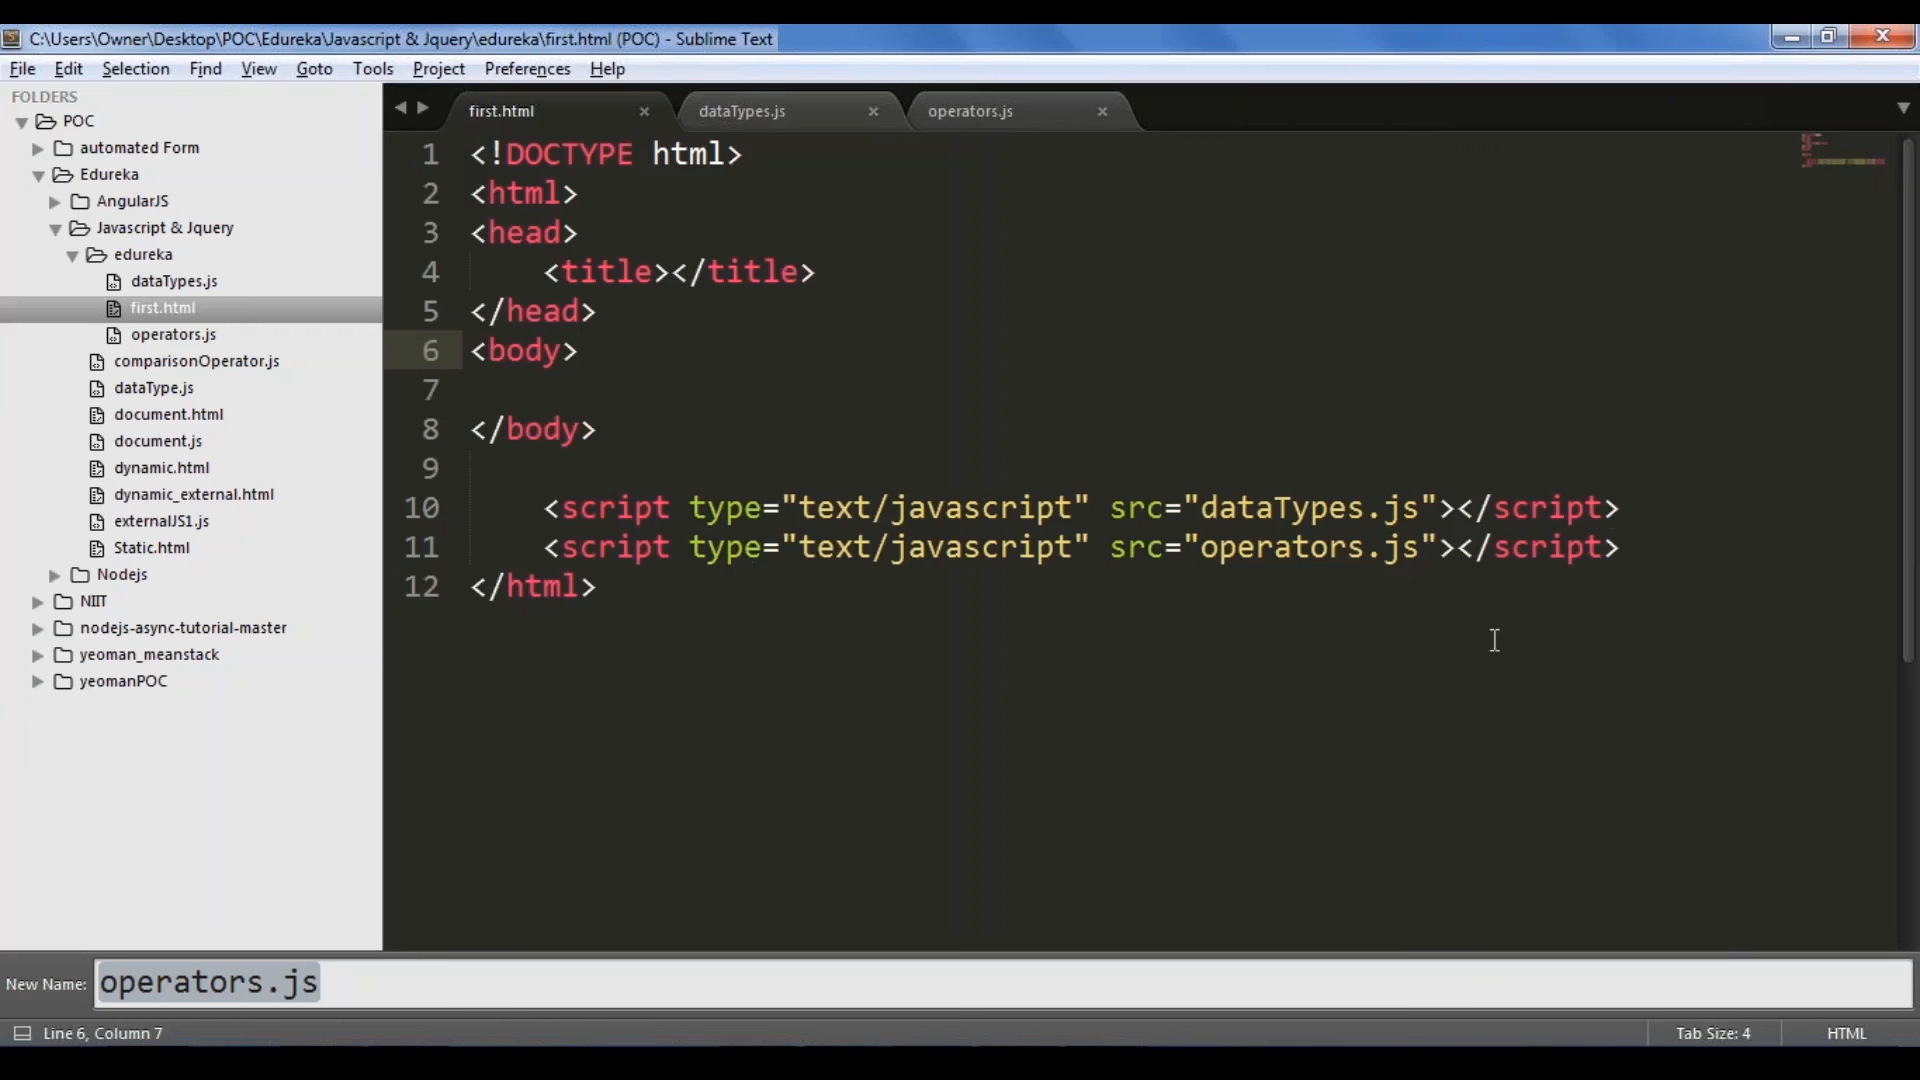 C:\Users\Owner\Desktop\POC\Edureka\Javascript & Jquery\edureka\first.html (POC) - Sublime Text
File Edit Selection Find View Goto Tools Project Preferences Help
FOLDERS
POC
automated Form
Edureka
AngularJS
Javascript & Jquery
edureka
dataTypes.js
first.html
operators.js
comparisonOperator.js
dataType.js
document.html
document.js
dynamic.html
dynamic_external.html
externalJS1.js
Static.html
Nodejs
NIIT
nodejs-async-tutorial-master
yeoman_meanstack
yeomanPOC
first.html dataTypes.js operators.js
1 <!DOCTYPE html>
2 <html>
3 <head>
4     <title></title>
5 </head>
6 <body>
7
8 </body>
9
10     <script type="text/javascript" src="dataTypes.js"></script>
11     <script type="text/javascript" src="operators.js"></script>
12 </html>
New Name: operators.js
Line 6, Column 7 Tab Size: 4 HTML